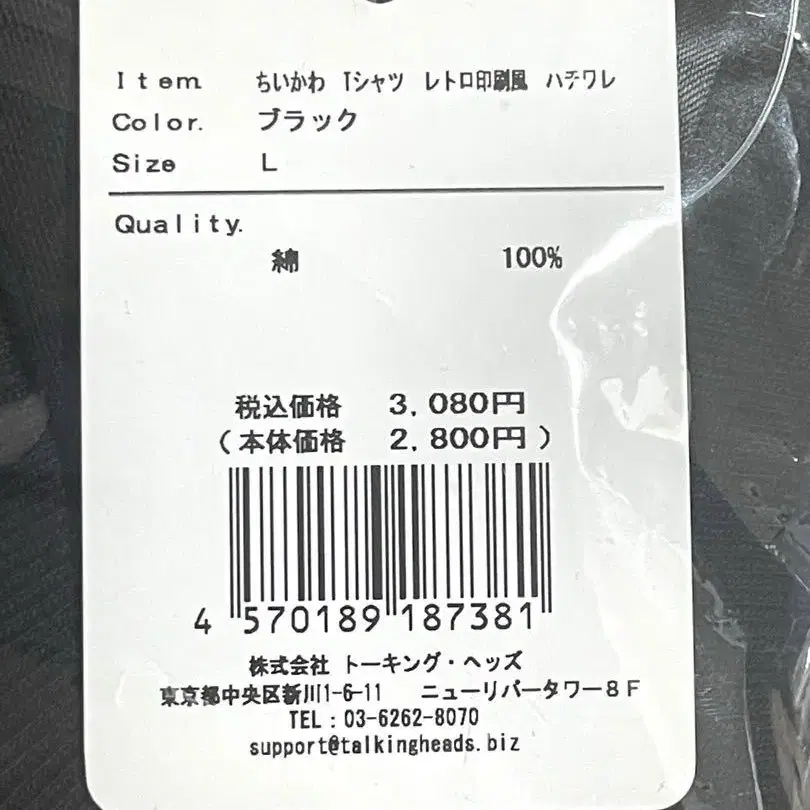 Item ちいかわ Tシャツ レトロ印刷風 ハチワレ
Color. ブラック
Size L
Quality.
綿 100%
税込価格 3,080円
(本体価格 2,800円)
4 570189 187381
株式会社 トーキング・ヘッズ
東京都中央区新川1-6-11 ニューリバータワー8F
TEL:03-6262-8070
support@talkingheads.biz